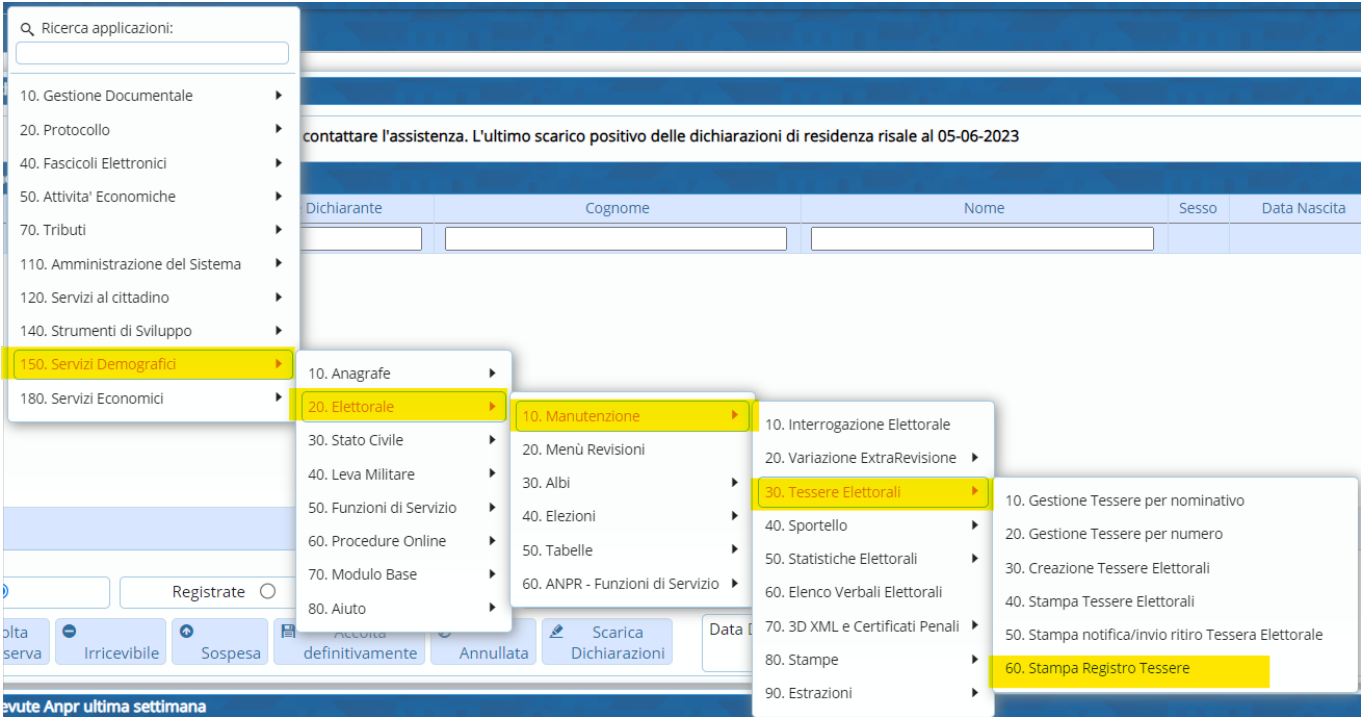 Ricerca applicazioni:
10. Gestione Documentale
20. Protocollo
40. Fascicoli Elettronici
50. Attivita' Economiche
70. Tributi
110. Amministrazione del Sistema
120. Servizi al cittadino
140. Strumenti di Sviluppo
150. Servizi Demografici
180. Servizi Economici
contattare l'assistenza. L'ultimo scarico positivo delle dichiarazioni di residenza risale al 05-06-2023
Dichiarante Cognome Nome Sesso Data Nascita
10. Anagrafe
20. Elettorale
30. Stato Civile
40. Leva Militare
50. Funzioni di Servizio
60. Procedure Online
70. Modulo Base
80. Aiuto
10. Manutenzione
20. Menù Revisioni
30. Albi
40. Elezioni
50. Tabelle
60. ANPR - Funzioni di Servizio
10. Interrogazione Elettorale
20. Variazione ExtraRevisione
30. Tessere Elettorali
40. Sportello
50. Statistiche Elettorali
60. Elenco Verbali Elettorali
70. 3D XML e Certificati Penali
80. Stampe
90. Estrazioni
10. Gestione Tessere per nominativo
20. Gestione Tessere per numero
30. Creazione Tessere Elettorali
40. Stampa Tessere Elettorali
50. Stampa notifica/invio ritiro Tessera Elettorale
60. Stampa Registro Tessere
Registrate
olta
serva
Irricevibile
Sospesa
Accolta
definitivamente
Annullata
Scarica
Dichiarazioni
Data D
evute Anpr ultima settimana